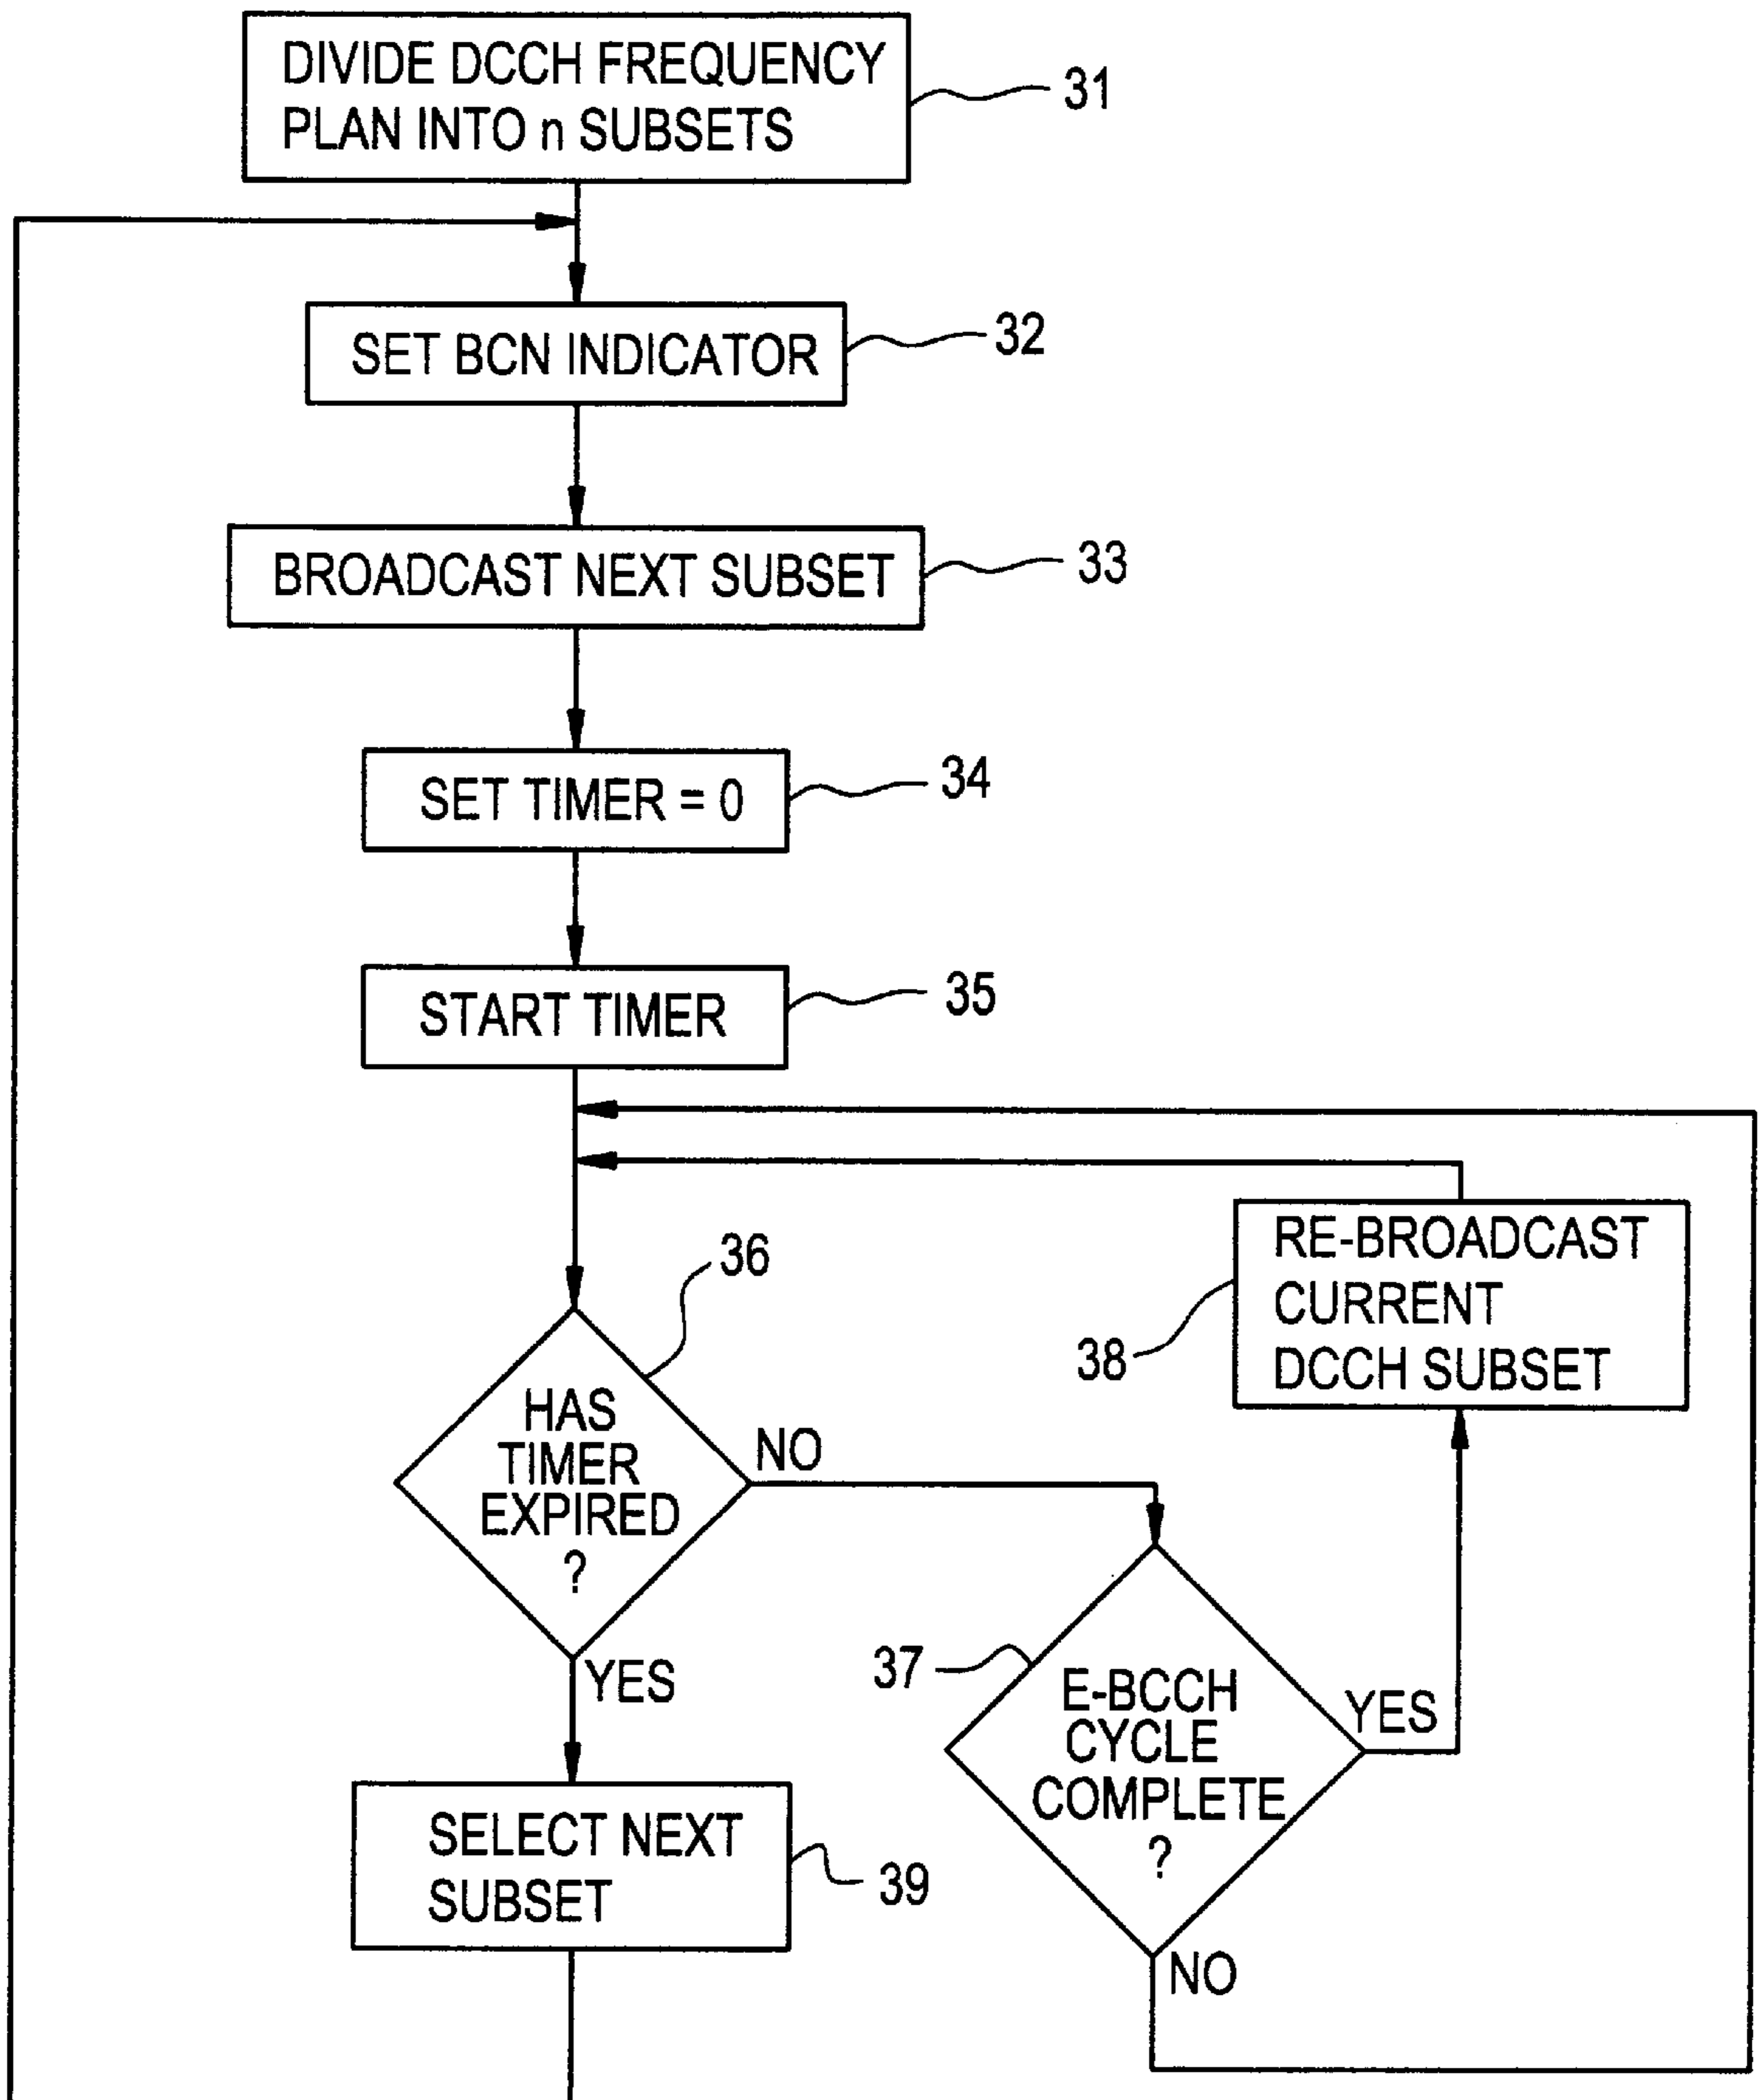 DIVIDE DCCH FREQUENCY
PLAN INTO n SUBSETS
31
SET BCN INDICATOR
32
BROADCAST NEXT SUBSET
33
SET TIMER = 0
34
START TIMER
35
RE-BROADCAST
CURRENT
DCCH SUBSET
38
36
HAS
TIMER
EXPIRED
?
NO
YES
37
E-BCCH
CYCLE
COMPLETE
?
YES
NO
SELECT NEXT
SUBSET
39